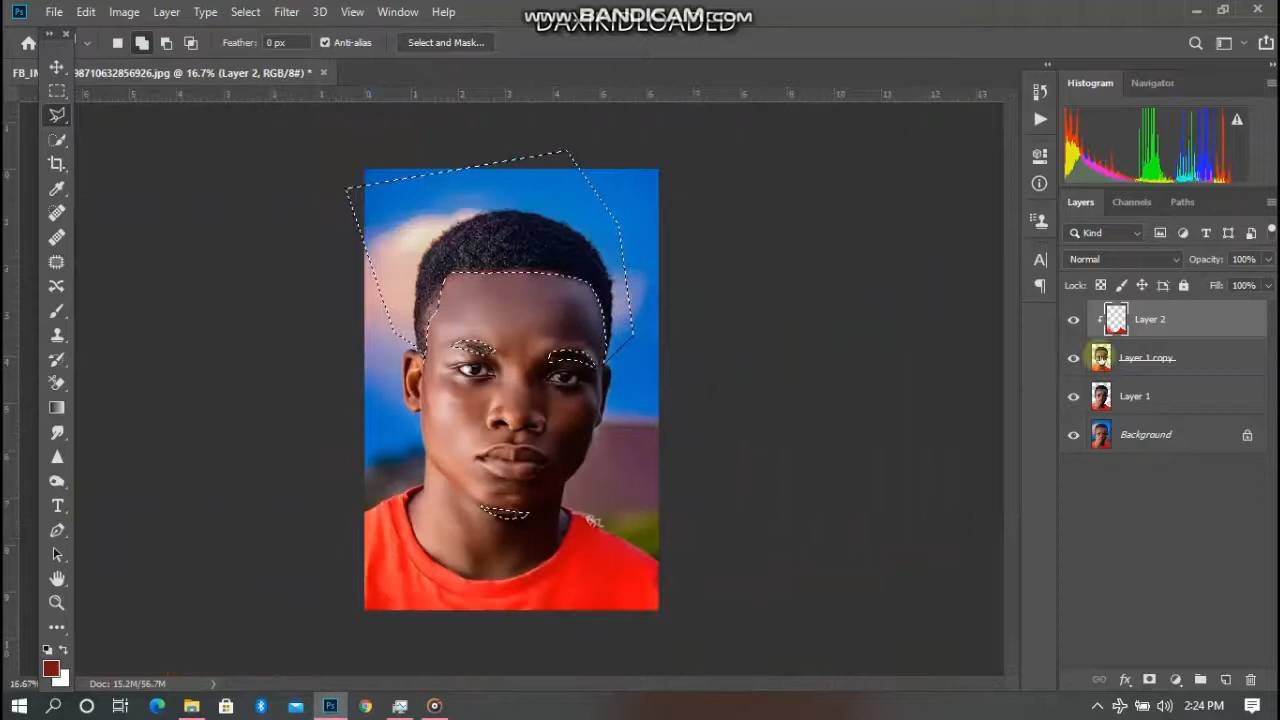 Ps File Edit Image Layer Type Select Filter 3D View Window Help
www.BANDICAM.com
DAXIKIDLOADED
Feather: 0 px Anti-alias Select and Mask...
98710632856926.jpg @ 16.7% (Layer 2, RGB/8#) *
Histogram Navigator
Layers Channels Paths
Kind
Normal Opacity: 100%
Lock: Fill: 100%
Layer 2
Layer 1 copy
Layer 1
Background
16.67% Doc: 15.2M/56.7M
2:24 PM